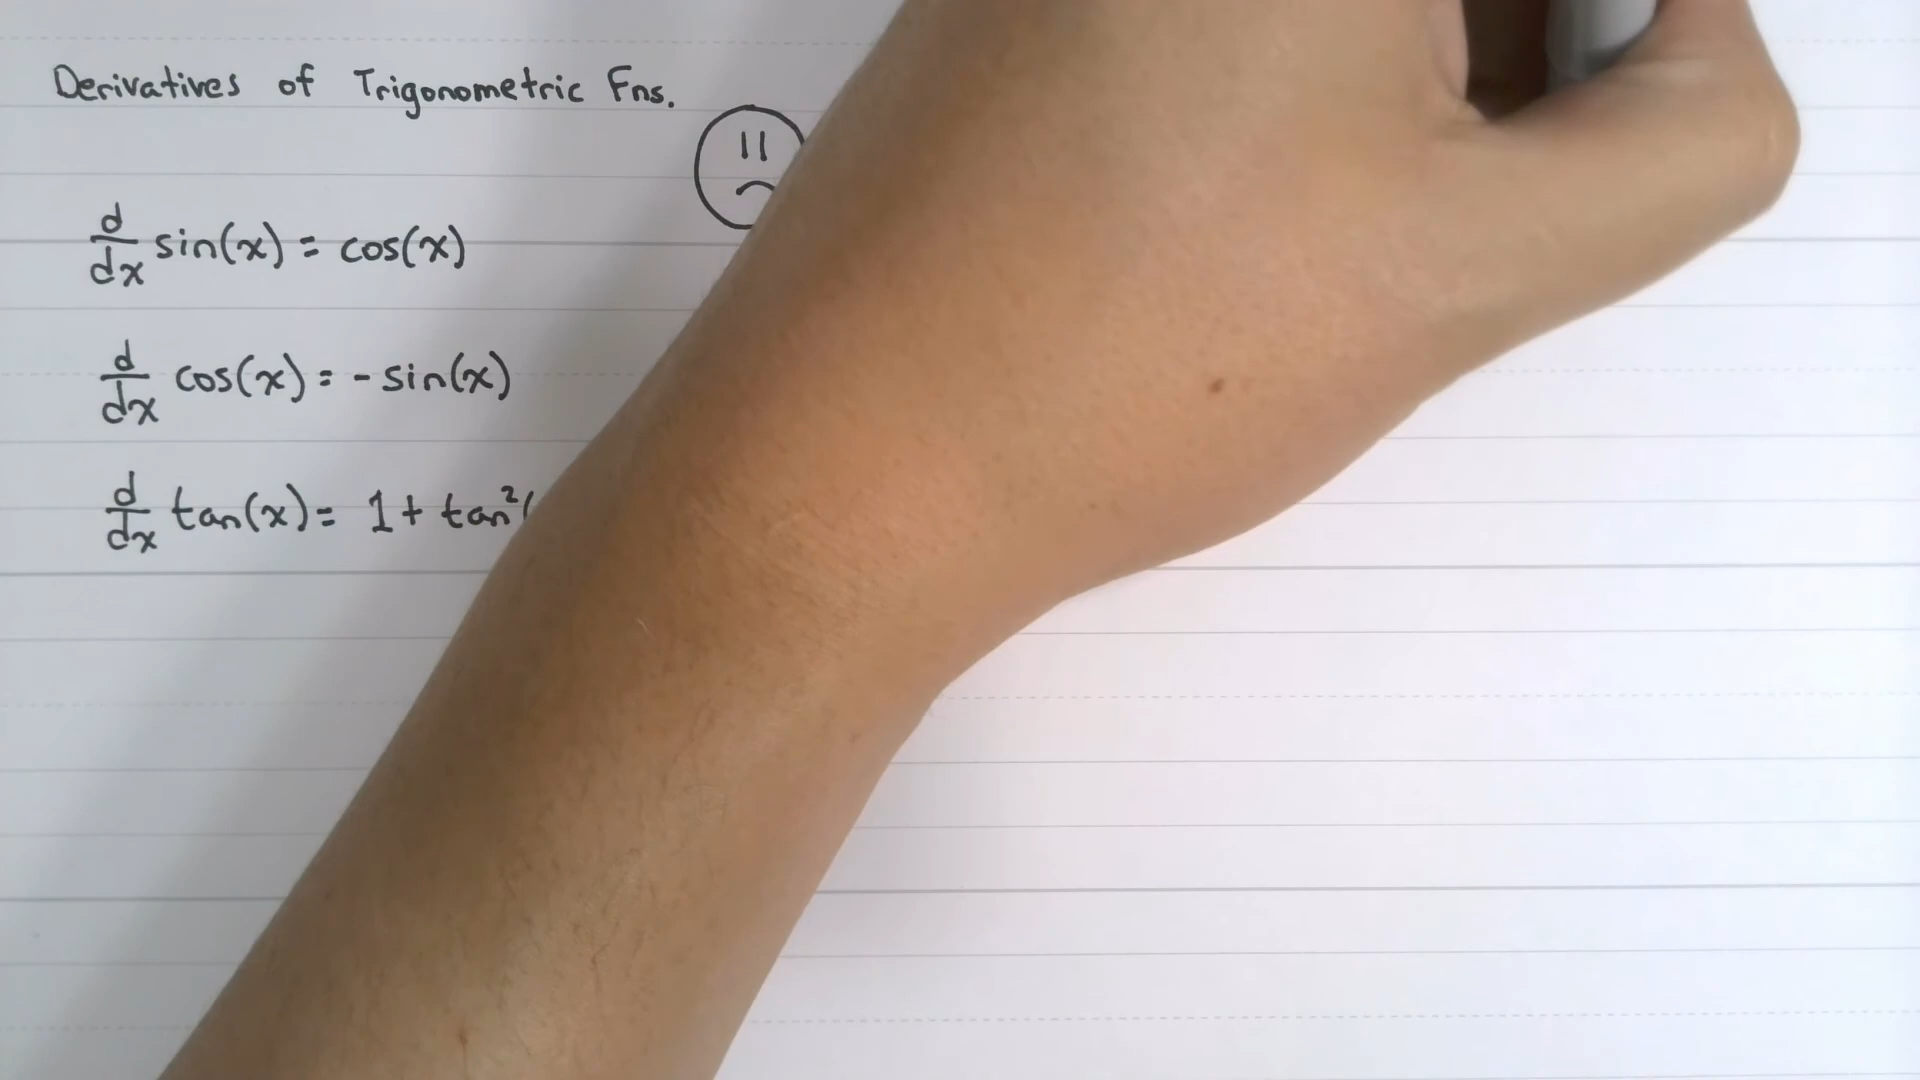 Derivatives of Trigonometric Fns.
d/dx sin(x) = cos(x)
d/dx cos(x) = -sin(x)
d/dx tan(x) = 1 + tan²(